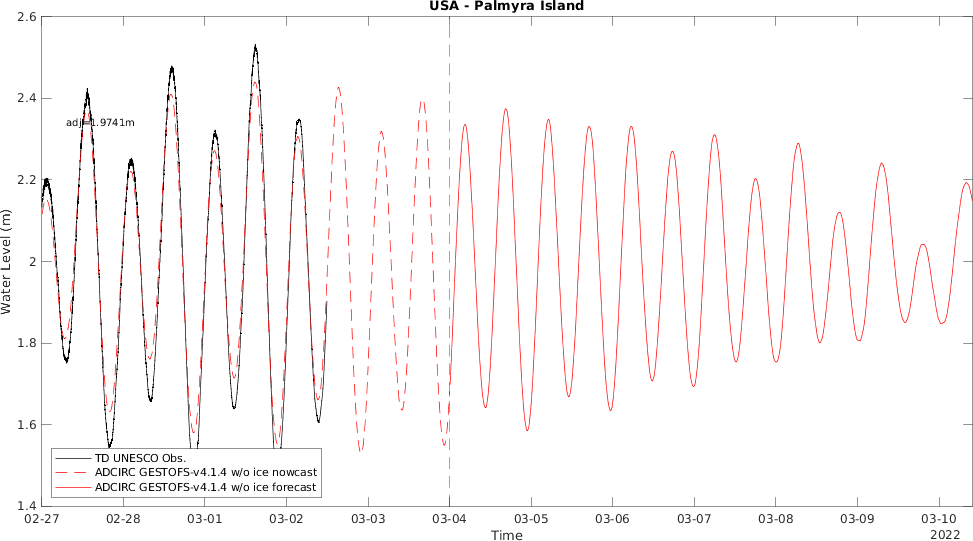 USA - Palmyra Island
2.6
2.4
2.2
2
1.8
1.6
1.4
Water Level (m)
adj=1.9741m
TD UNESCO Obs.
ADCIRC GESTOFS-v4.1.4 w/o ice nowcast
ADCIRC GESTOFS-v4.1.4 w/o ice forecast
02-27 02-28 03-01 03-02 03-03 03-04 03-05 03-06 03-07 03-08 03-09 03-10
Time
2022